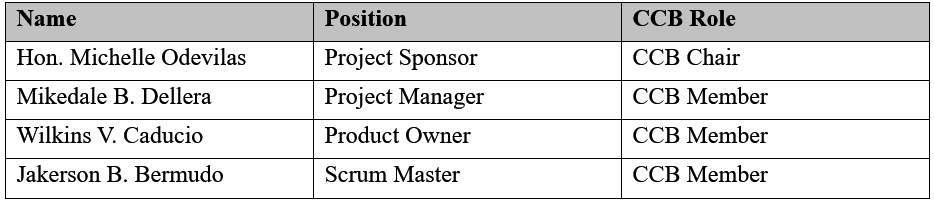 Name Position CCB Role
Hon. Michelle Odevilas Project Sponsor CCB Chair
Mikedale B. Dellera Project Manager CCB Member
Wilkins V. Caducio Product Owner CCB Member
Jakerson B. Bermudo Scrum Master CCB Member